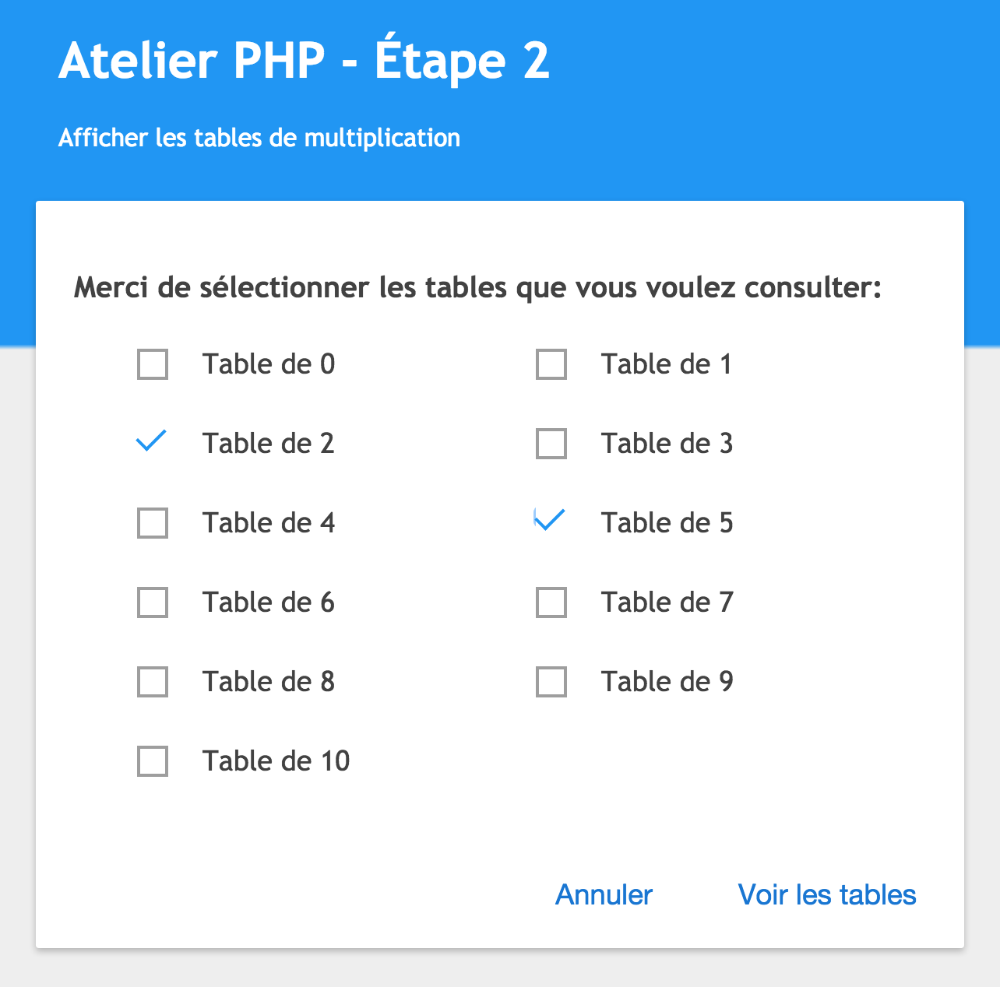 Atelier PHP - Étape 2
Afficher les tables de multiplication
Merci de sélectionner les tables que vous voulez consulter:
Table de 0
Table de 1
Table de 2
Table de 3
Table de 4
Table de 5
Table de 6
Table de 7
Table de 8
Table de 9
Table de 10
Annuler
Voir les tables